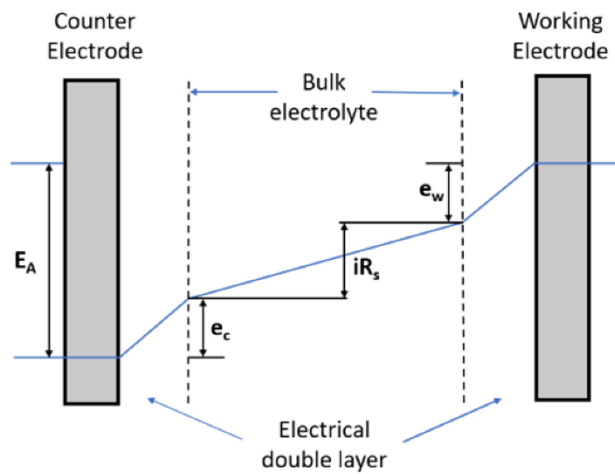 Counter
Electrode
Working
Electrode
Bulk
electrolyte
e_w
E_A
iR_s
e_c
Electrical
double layer